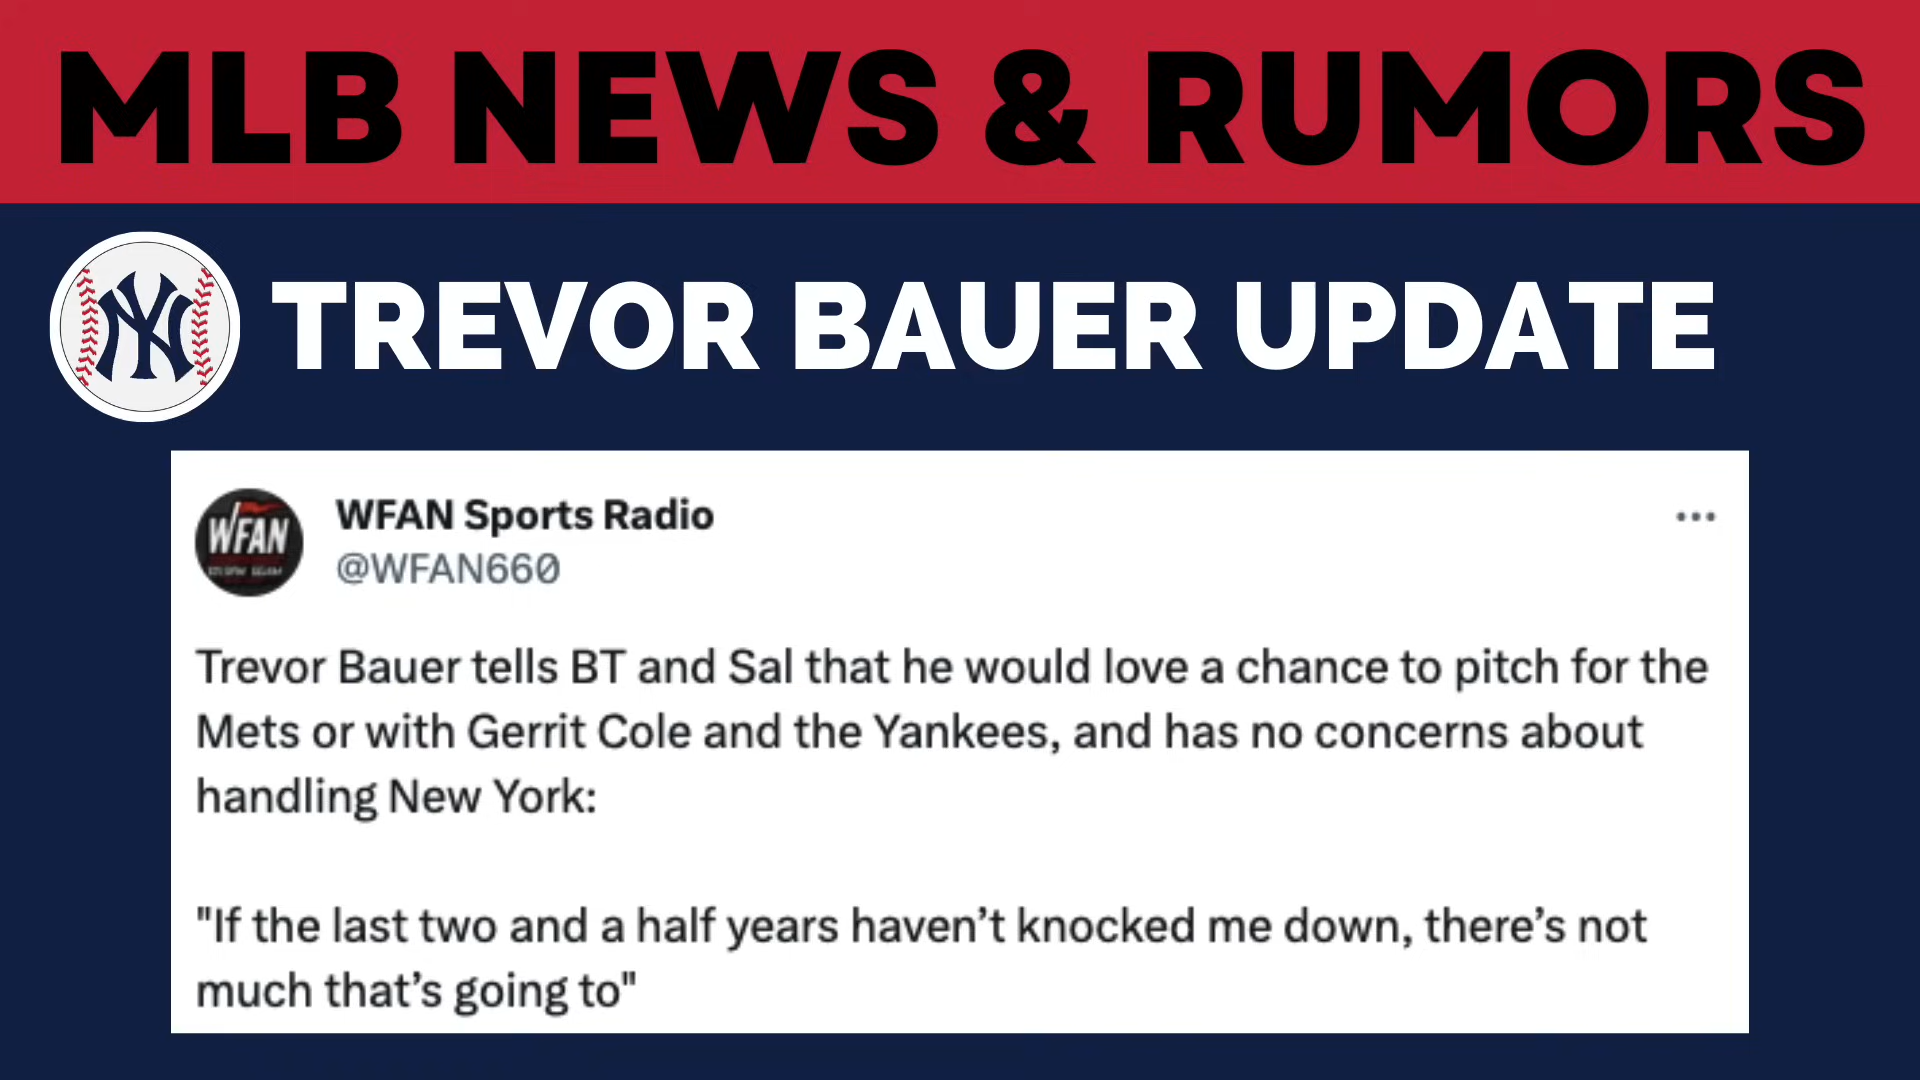 MLB NEWS & RUMORS
NY
TREVOR BAUER UPDATE
WFAN
WFAN Sports Radio
@WFAN660
Trevor Bauer tells BT and Sal that he would love a chance to pitch for the
Mets or with Gerrit Cole and the Yankees, and has no concerns about
handling New York:
"If the last two and a half years haven’t knocked me down, there’s not
much that’s going to"